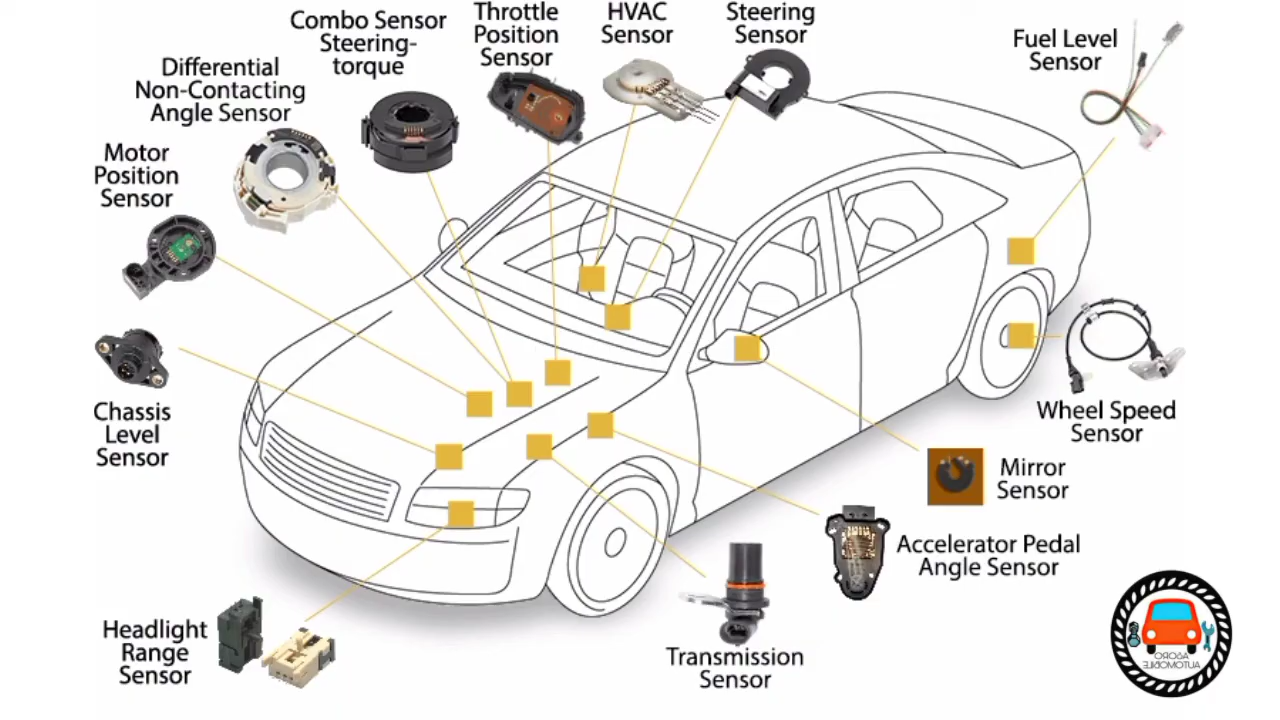 Combo Sensor
Steering-
torque
Throttle
Position
Sensor
HVAC
Sensor
Steering
Sensor
Fuel Level
Sensor
Differential
Non-Contacting
Angle Sensor
Motor
Position
Sensor
Chassis
Level
Sensor
Wheel Speed
Sensor
Mirror
Sensor
Accelerator Pedal
Angle Sensor
Headlight
Range
Sensor
Transmission
Sensor
ADORO
AUTOMOBILE